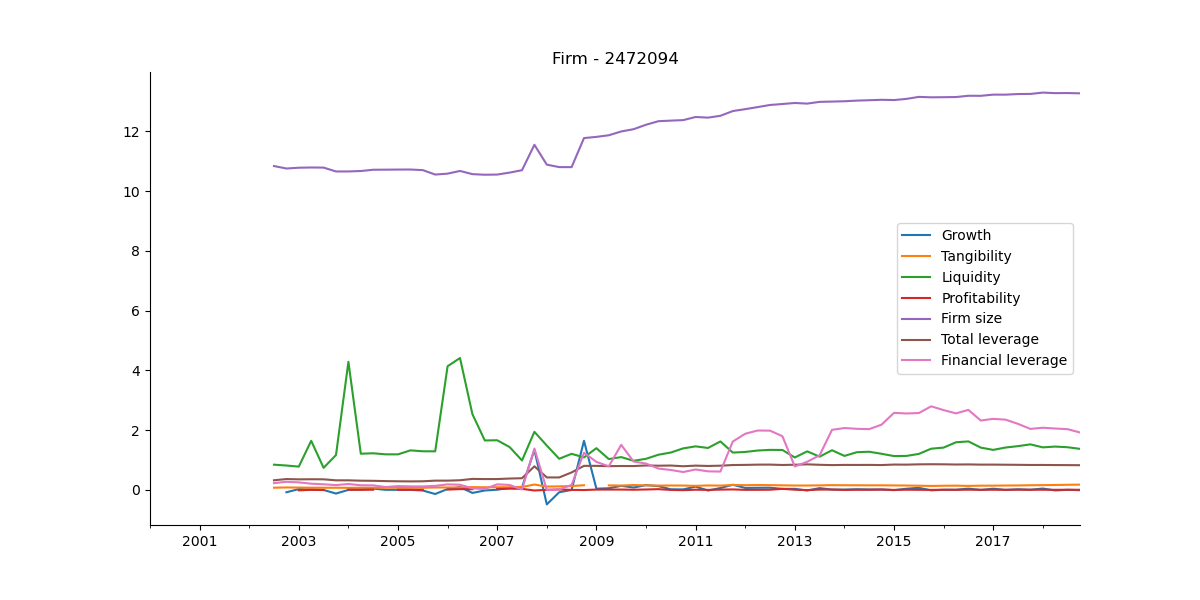 Firm - 2472094
12
10
8
6
4
2
0
Growth
Tangibility
Liquidity
Profitability
Firm size
Total leverage
Financial leverage
2001 2003 2005 2007 2009 2011 2013 2015 2017